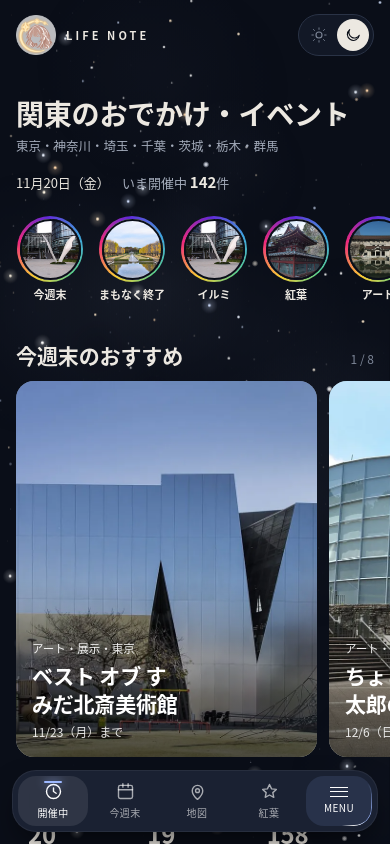 LIFE NOTE
関東のおでかけ・イベント
東京・神奈川・埼玉・千葉・茨城・栃木・群馬
11月20日（金） いま開催中 142件
今週末
まもなく終了
イルミ
紅葉
アート
今週末のおすすめ
1 / 8
アート・展示・東京
ベスト オブ す
みだ北斎美術館
11/23（月）まで
アート・
ちょ
太郎の
12/6（日
開催中
今週末
地図
紅葉
MENU
20
19
158